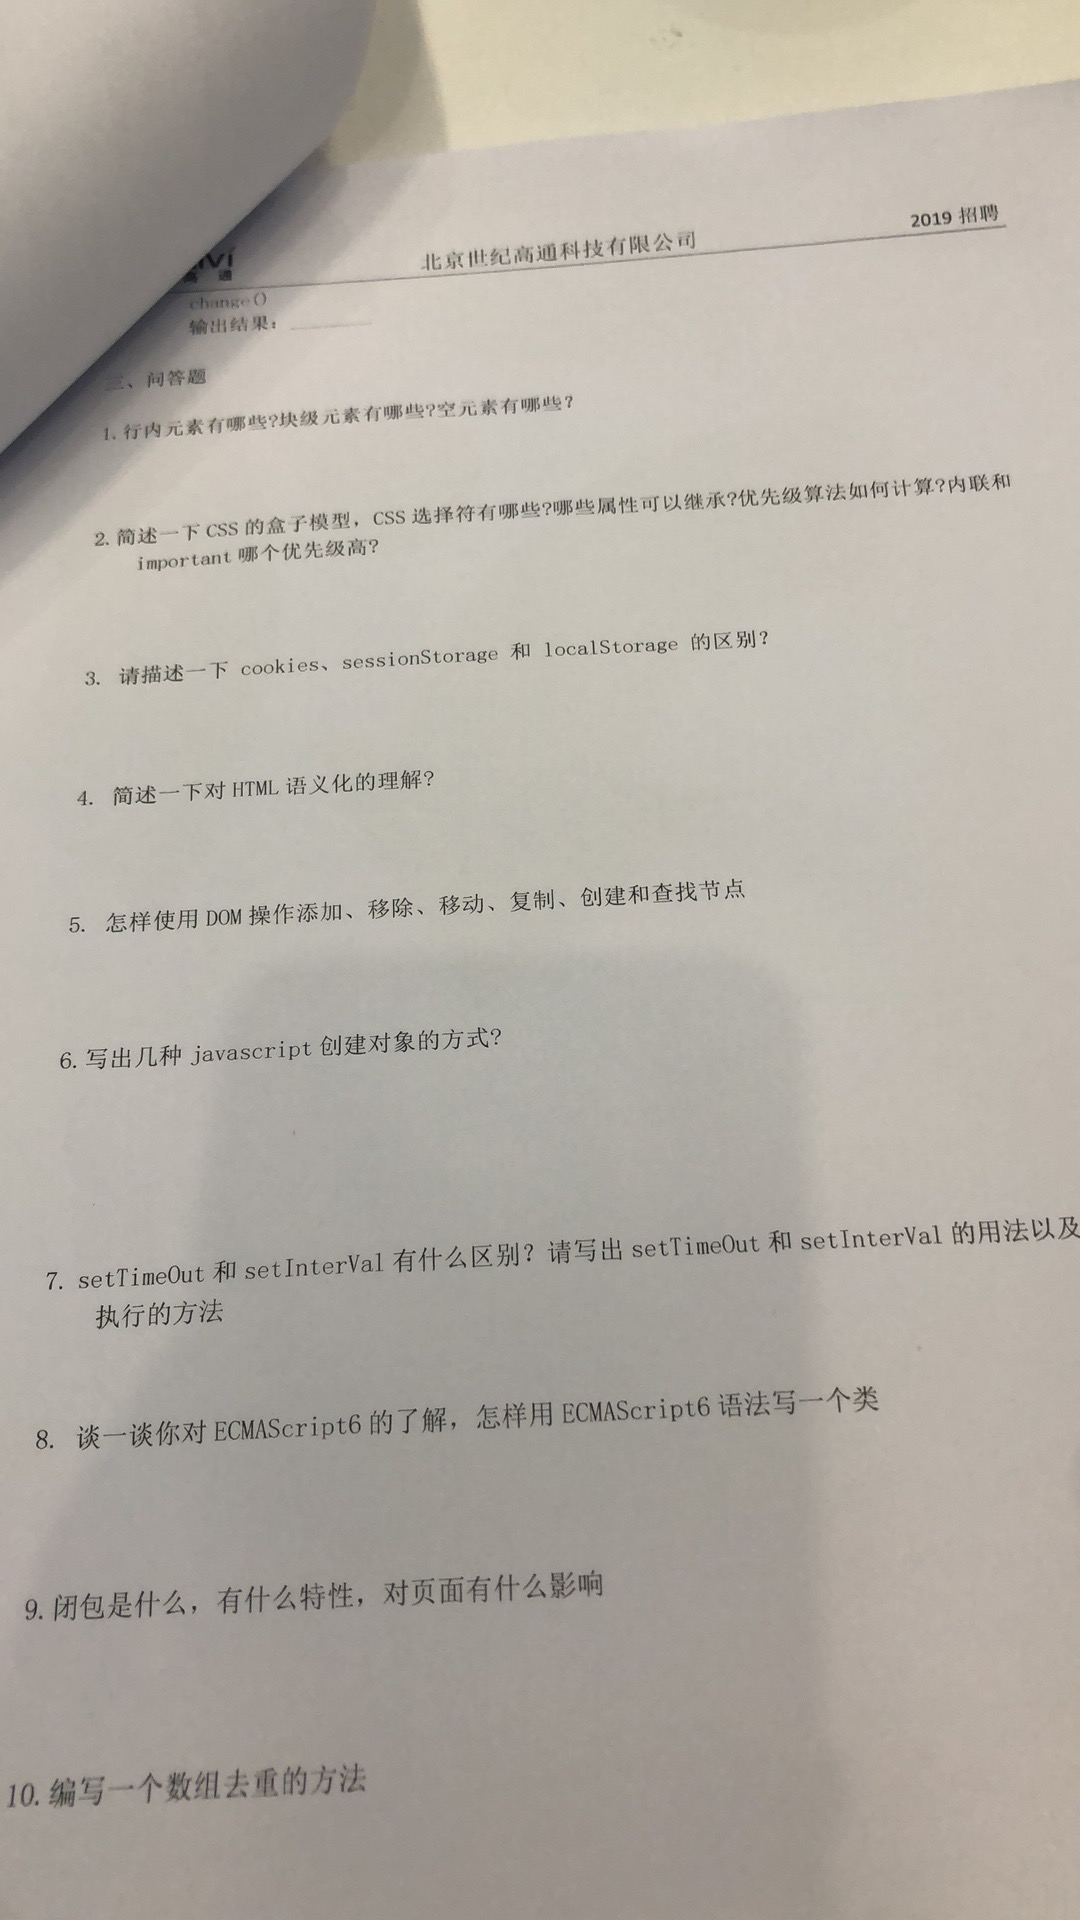 北京世纪高通科技有限公司
2019 招聘
高 通
change()
输出结果：
三、问答题
1. 行内元素有哪些?块级元素有哪些?空元素有哪些?
2. 简述一下 CSS 的盒子模型，CSS 选择符有哪些?哪些属性可以继承?优先级算法如何计算?内联和
important 哪个优先级高?
3. 请描述一下 cookies、sessionStorage 和 localStorage 的区别?
4. 简述一下对 HTML 语义化的理解?
5. 怎样使用 DOM 操作添加、移除、移动、复制、创建和查找节点
6. 写出几种 javascript 创建对象的方式?
7. setTimeOut 和 setInterVal 有什么区别? 请写出 setTimeOut 和 setInterVal 的用法以及
执行的方法
8. 谈一谈你对 ECMAScript6 的了解，怎样用 ECMAScript6 语法写一个类
9. 闭包是什么，有什么特性，对页面有什么影响
10. 编写一个数组去重的方法